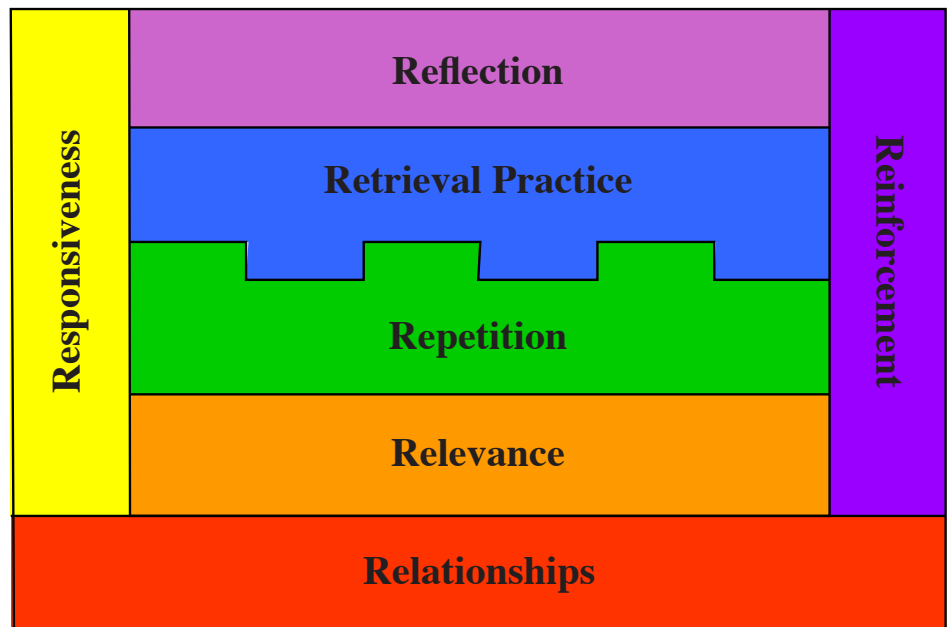 Reflection
Retrieval Practice
Responsiveness
Reinforcement
Repetition
Relevance
Relationships